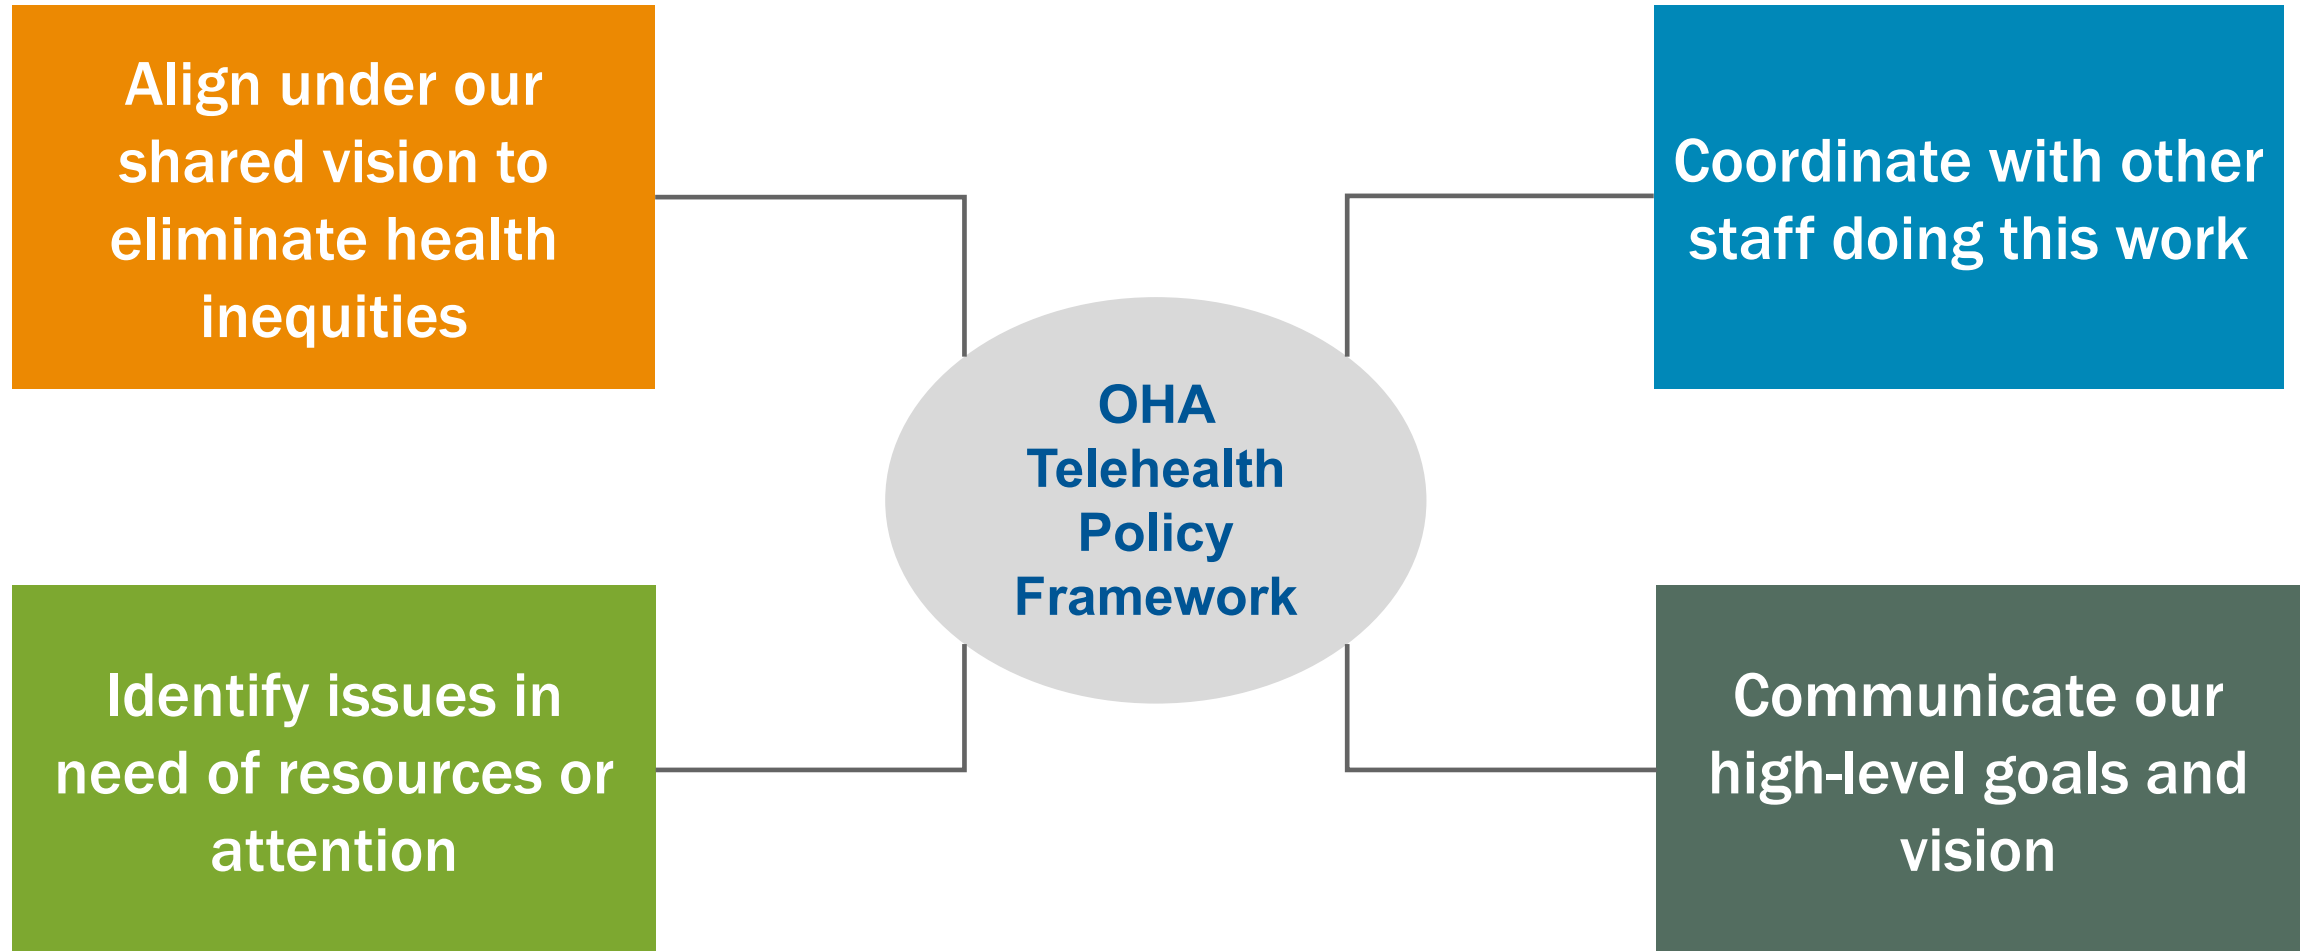 Align under our
shared vision to
eliminate health
inequities
Coordinate with other
staff doing this work
OHA
Telehealth
Policy
Framework
Identify issues in
need of resources or
attention
Communicate our
high-level goals and
vision